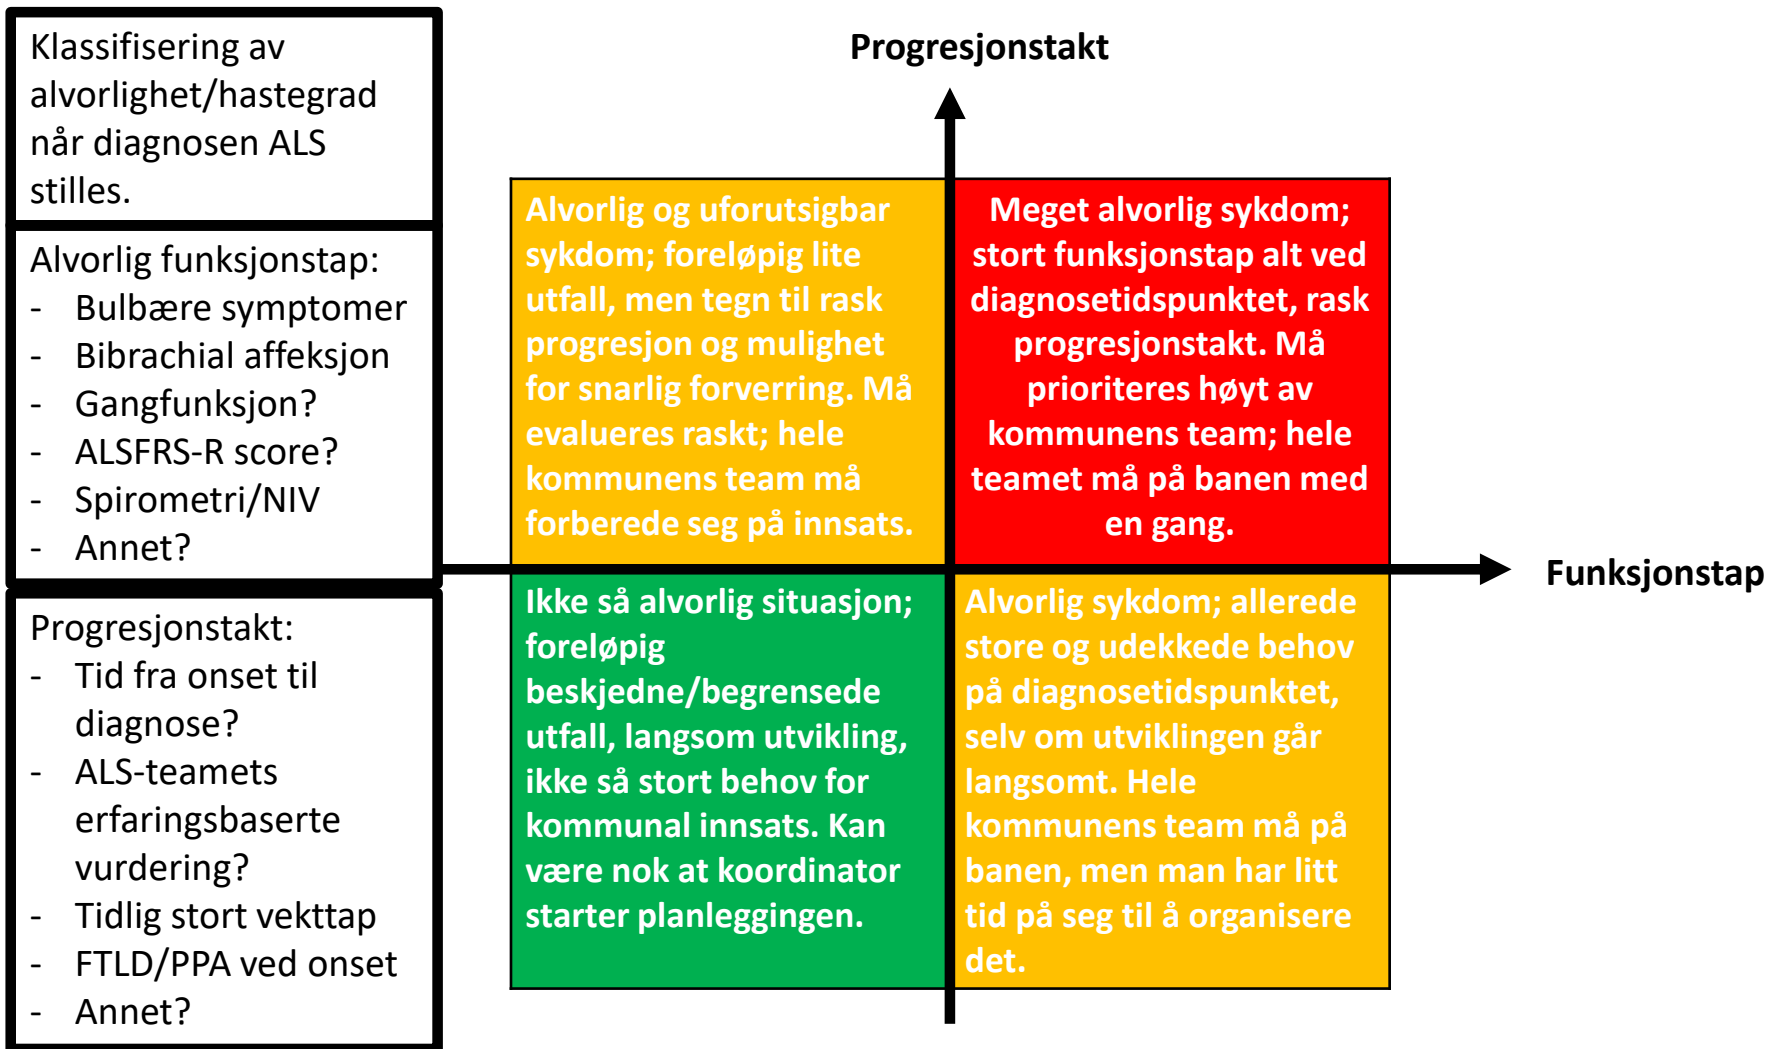 Klassifisering av
alvorlighet/hastegrad
når diagnosen ALS
stilles.
Alvorlig funksjonstap:
- Bulbære symptomer
- Bibrachial affeksjon
- Gangfunksjon?
- ALSFRS-R score?
- Spirometri/NIV
- Annet?
Progresjonstakt:
- Tid fra onset til
diagnose?
- ALS-teamets
erfaringsbaserte
vurdering?
- Tidlig stort vekttap
- FTLD/PPA ved onset
- Annet?
Progresjonstakt
Alvorlig og uforutsigbar
sykdom; foreløpig lite
utfall, men tegn til rask
progresjon og mulighet
for snarlig forverring. Må
evalueres raskt; hele
kommunens team må
forberede seg på innsats.
Meget alvorlig sykdom;
stort funksjonstap alt ved
diagnosetidspunktet, rask
progresjonstakt. Må
prioriteres høyt av
kommunens team; hele
teamet må på banen med
en gang.
Funksjonstap
Ikke så alvorlig situasjon;
foreløpig
beskjedne/begrensede
utfall, langsom utvikling,
ikke så stort behov for
kommunal innsats. Kan
være nok at koordinator
starter planleggingen.
Alvorlig sykdom; allerede
store og udekkede behov
på diagnosetidspunktet,
selv om utviklingen går
langsomt. Hele
kommunens team må på
banen, men man har litt
tid på seg til å organisere
det.